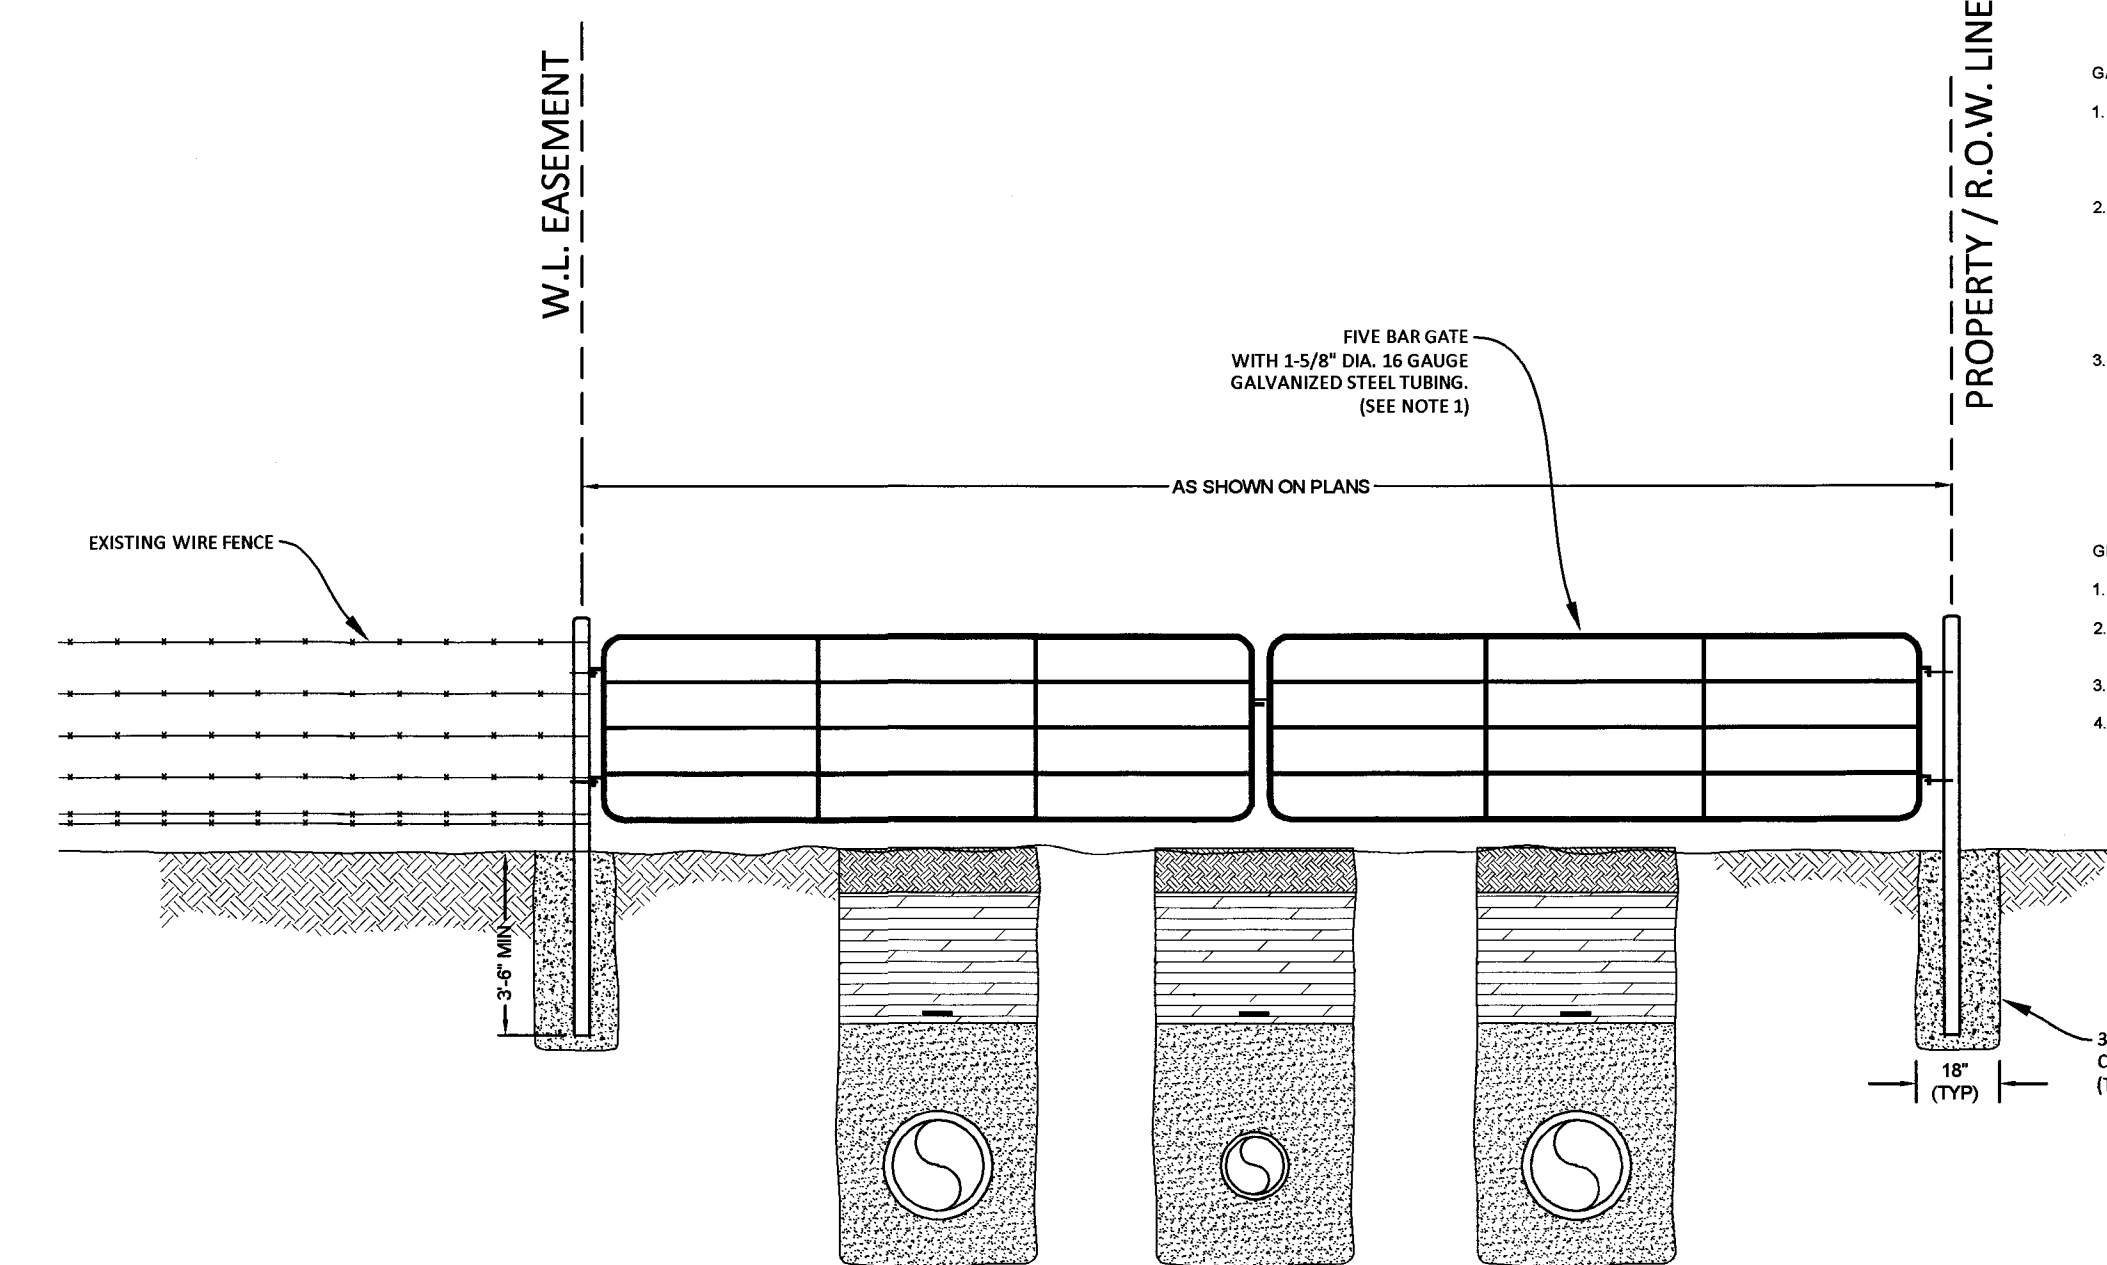 W.L. EASEMENT
PROPERTY / R.O.W. LINE
FIVE BAR GATE
WITH 1-5/8" DIA. 16 GAUGE
GALVANIZED STEEL TUBING.
(SEE NOTE 1)
AS SHOWN ON PLANS
EXISTING WIRE FENCE
3'-6" MIN
18"
(TYP)
1.
2.
3.
1.
2.
3.
4.